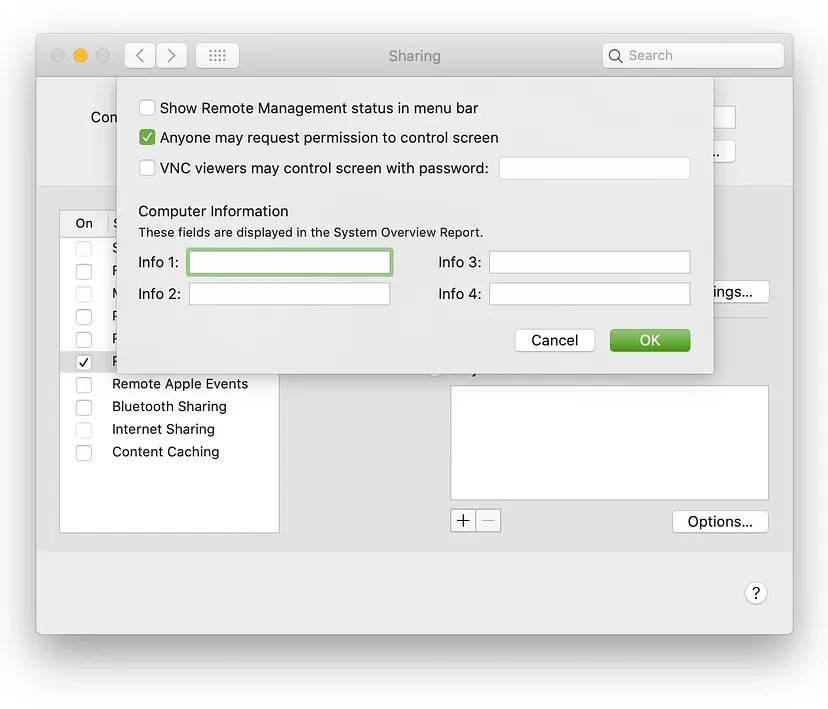 Sharing
Search
Show Remote Management status in menu bar
Anyone may request permission to control screen
VNC viewers may control screen with password:
Computer Information
These fields are displayed in the System Overview Report.
Info 1:
Info 3:
Info 2:
Info 4:
Cancel
OK
On
Remote Apple Events
Bluetooth Sharing
Internet Sharing
Content Caching
Options...
?